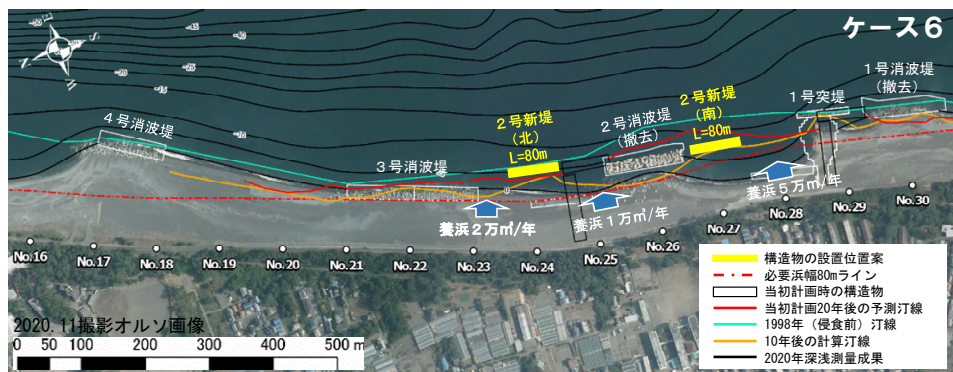 ケース６
E
S
N
W
-50
-45
-40
-35
-20
-15
-10
１号消波堤
（撤去）
１号突堤
２号新堤
（南）
L=80m
２号消波堤
（撤去）
２号新堤
（北）
L=80m
４号消波堤
３号消波堤
養浜５万㎥/年
養浜１万㎥/年
養浜２万㎥/年
No.16
No.17
No.18
No.19
No.20
No.21
No.22
No.23
No.24
No.25
No.26
No.27
No.28
No.29
No.30
構造物の設置位置案
必要浜幅80mライン
当初計画時の構造物
当初計画20年後の予測汀線
1998年（侵食前）汀線
10年後の計算汀線
2020年深浅測量成果
2020.11撮影オルソ画像
0 50 100 200 300 400 500 m